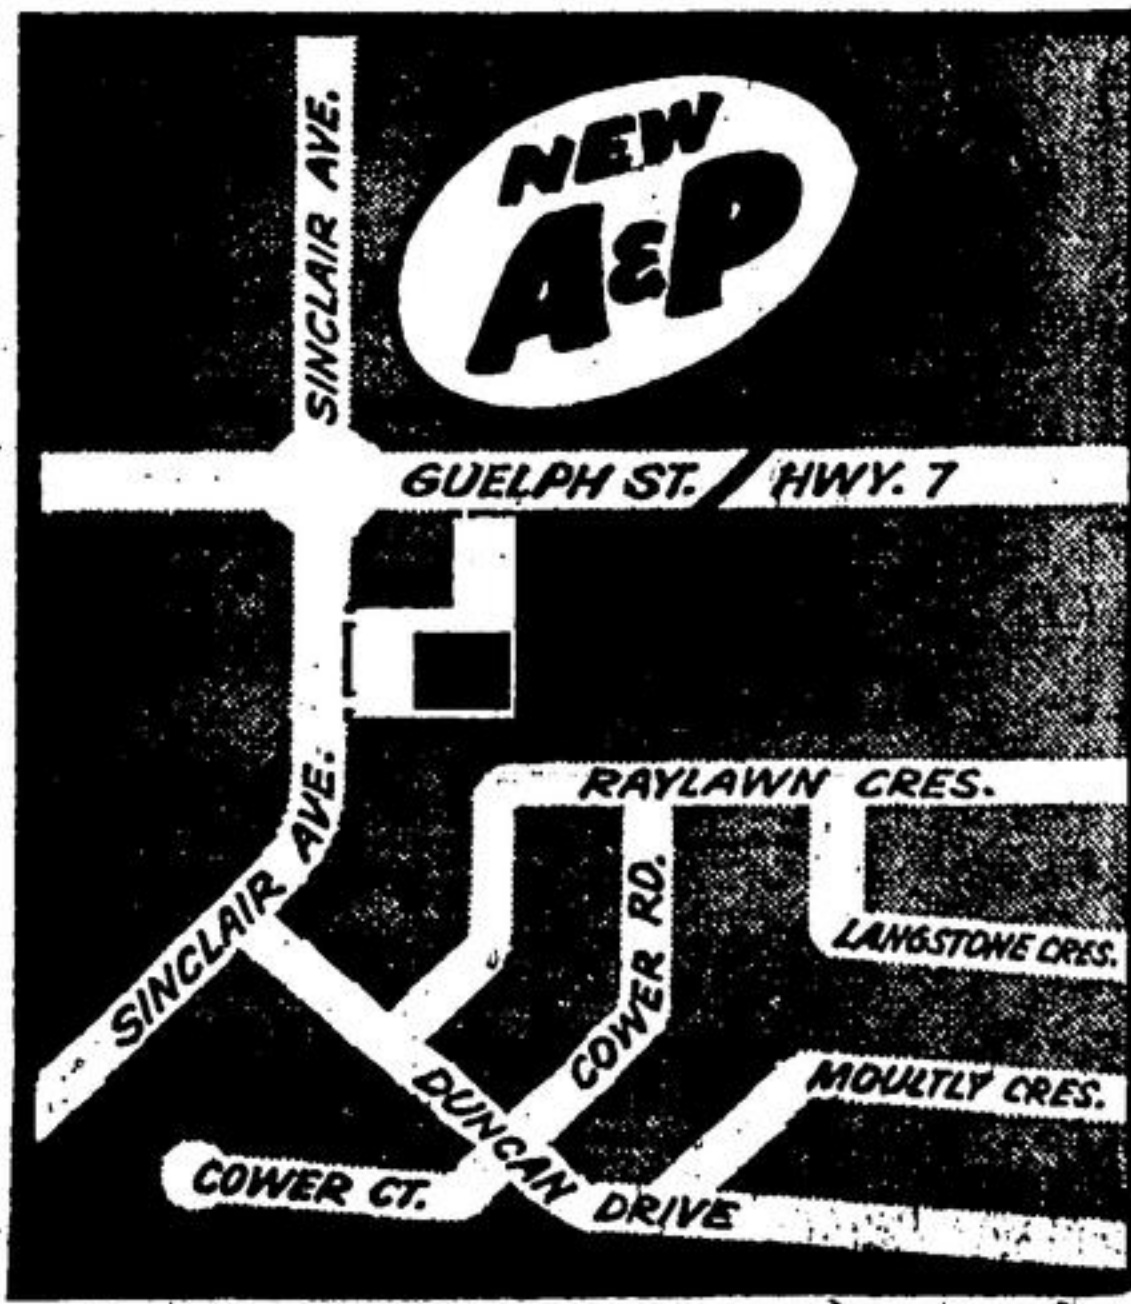 SINCLAIR AVE.
NEW
A&P
GUELPH ST. / HWY. 7
RAYLAWN CRES.
SINCLAIR AVE.
COWER RD.
LANGSTONE CRES.
DUNCAN DRIVE
MOULTLY CRES.
COWER CT.